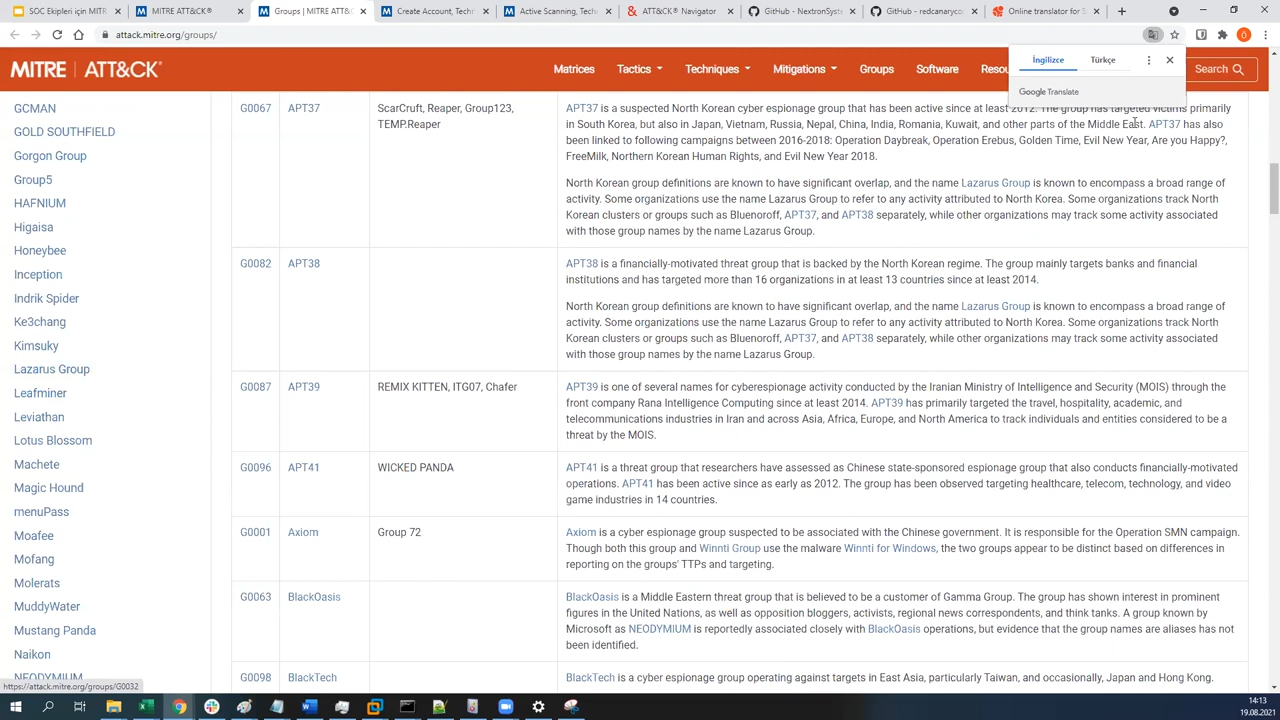 SOC Ekipleri için MITR
MITRE ATT&CK®
Groups | MITRE ATT&C
Create Account, Techni
Active Scanning, Techn
ATT&CK® Navigator
GitHub - NextronSyste
GitHub - redcanaryco
Online translator for S
attack.mitre.org/groups/
MITRE | ATT&CK®
Matrices
Tactics
Techniques
Mitigations
Groups
Software
Resou
Search
İngilizce
Türkçe
Google Translate
GCMAN
GOLD SOUTHFIELD
Gorgon Group
Group5
HAFNIUM
Higaisa
Honeybee
Inception
Indrik Spider
Ke3chang
Kimsuky
Lazarus Group
Leafminer
Leviathan
Lotus Blossom
Machete
Magic Hound
menuPass
Moafee
Mofang
Molerats
MuddyWater
Mustang Panda
Naikon
NEODYMIUM
https://attack.mitre.org/groups/G0032
G0067
APT37
ScarCruft, Reaper, Group123,
TEMP.Reaper
APT37 is a suspected North Korean cyber espionage group that has been active since at least 2012. The group has targeted victims primarily
in South Korea, but also in Japan, Vietnam, Russia, Nepal, China, India, Romania, Kuwait, and other parts of the Middle East. APT37 has also
been linked to following campaigns between 2016-2018: Operation Daybreak, Operation Erebus, Golden Time, Evil New Year, Are you Happy?,
FreeMilk, Northern Korean Human Rights, and Evil New Year 2018.
North Korean group definitions are known to have significant overlap, and the name Lazarus Group is known to encompass a broad range of
activity. Some organizations use the name Lazarus Group to refer to any activity attributed to North Korea. Some organizations track North
Korean clusters or groups such as Bluenoroff, APT37, and APT38 separately, while other organizations may track some activity associated
with those group names by the name Lazarus Group.
G0082
APT38
APT38 is a financially-motivated threat group that is backed by the North Korean regime. The group mainly targets banks and financial
institutions and has targeted more than 16 organizations in at least 13 countries since at least 2014.
North Korean group definitions are known to have significant overlap, and the name Lazarus Group is known to encompass a broad range of
activity. Some organizations use the name Lazarus Group to refer to any activity attributed to North Korea. Some organizations track North
Korean clusters or groups such as Bluenoroff, APT37, and APT38 separately, while other organizations may track some activity associated
with those group names by the name Lazarus Group.
G0087
APT39
REMIX KITTEN, ITG07, Chafer
APT39 is one of several names for cyberespionage activity conducted by the Iranian Ministry of Intelligence and Security (MOIS) through the
front company Rana Intelligence Computing since at least 2014. APT39 has primarily targeted the travel, hospitality, academic, and
telecommunications industries in Iran and across Asia, Africa, Europe, and North America to track individuals and entities considered to be a
threat by the MOIS.
G0096
APT41
WICKED PANDA
APT41 is a threat group that researchers have assessed as Chinese state-sponsored espionage group that also conducts financially-motivated
operations. APT41 has been active since as early as 2012. The group has been observed targeting healthcare, telecom, technology, and video
game industries in 14 countries.
G0001
Axiom
Group 72
Axiom is a cyber espionage group suspected to be associated with the Chinese government. It is responsible for the Operation SMN campaign.
Though both this group and Winnti Group use the malware Winnti for Windows, the two groups appear to be distinct based on differences in
reporting on the groups' TTPs and targeting.
G0063
BlackOasis
BlackOasis is a Middle Eastern threat group that is believed to be a customer of Gamma Group. The group has shown interest in prominent
figures in the United Nations, as well as opposition bloggers, activists, regional news correspondents, and think tanks. A group known by
Microsoft as NEODYMIUM is reportedly associated closely with BlackOasis operations, but evidence that the group names are aliases has not
been identified.
G0098
BlackTech
BlackTech is a cyber espionage group operating against targets in East Asia, particularly Taiwan, and occasionally, Japan and Hong Kong.
14:13
19.08.2021